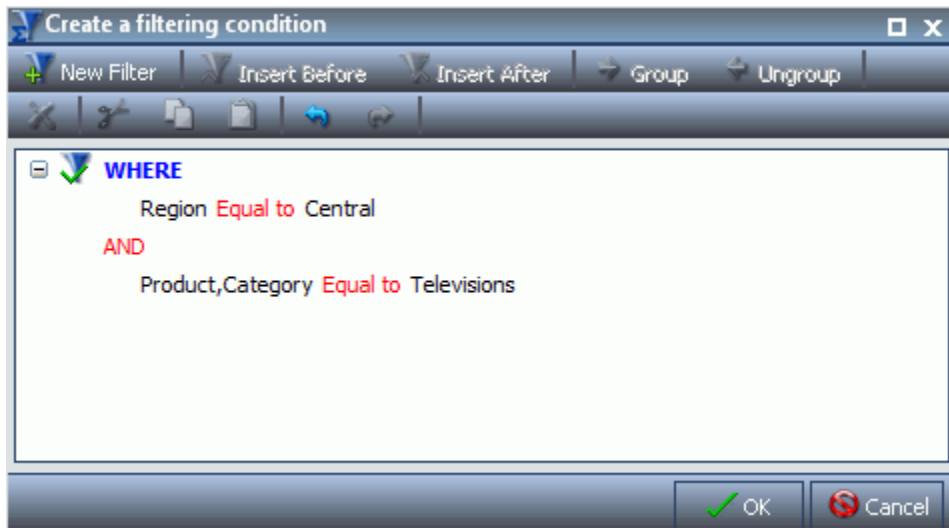 Create a filtering condition
New Filter Insert Before Insert After Group Ungroup
WHERE
Region Equal to Central
AND
Product,Category Equal to Televisions
OK Cancel